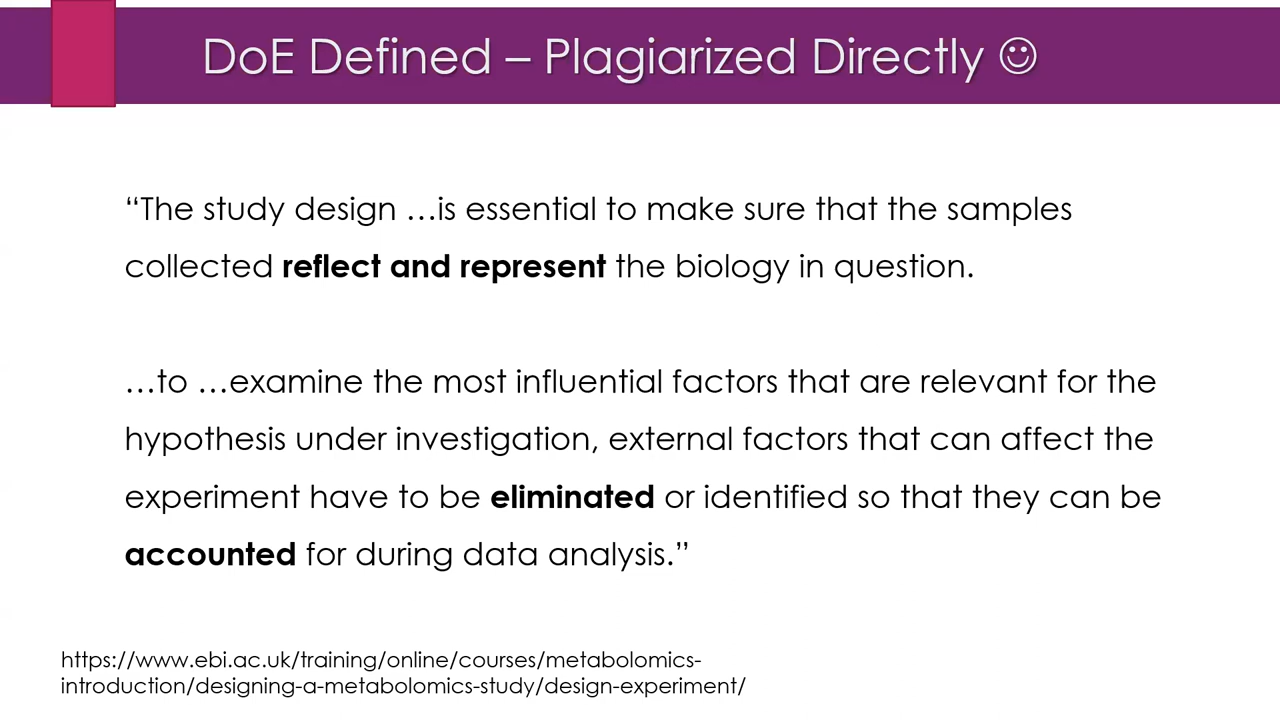 DoE Defined – Plagiarized Directly ☺
“The study design …is essential to make sure that the samples
collected reflect and represent the biology in question.
…to …examine the most influential factors that are relevant for the
hypothesis under investigation, external factors that can affect the
experiment have to be eliminated or identified so that they can be
accounted for during data analysis.”
https://www.ebi.ac.uk/training/online/courses/metabolomics-
introduction/designing-a-metabolomics-study/design-experiment/